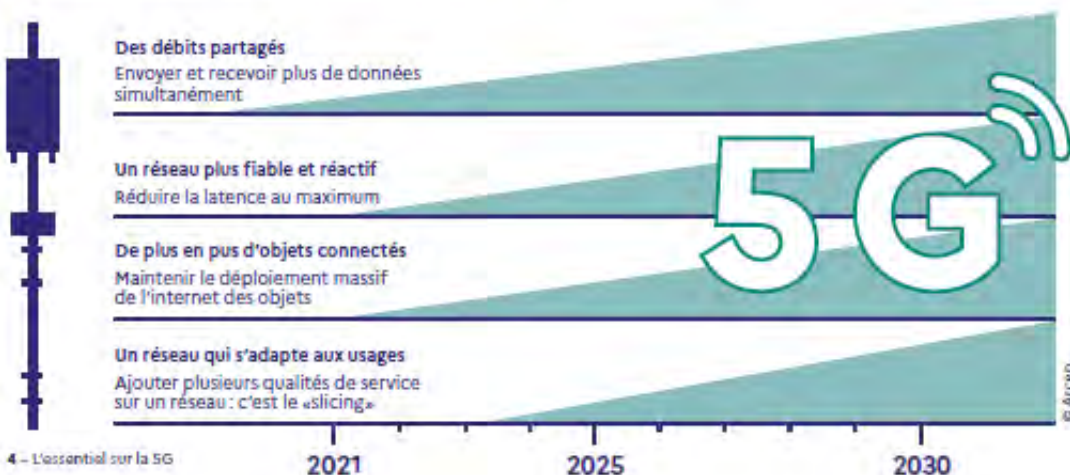 Des débits partagés
Envoyer et recevoir plus de données
simultanément
Un réseau plus fiable et réactif
Réduire la latence au maximum
De plus en pus d'objets connectés
Maintenir le déploiement massif
de l'internet des objets
Un réseau qui s'adapte aux usages
Ajouter plusieurs qualités de service
sur un réseau : c'est le «slicing»
5G
© Arcep
2021 2025 2030
4 – L'essentiel sur la 5G